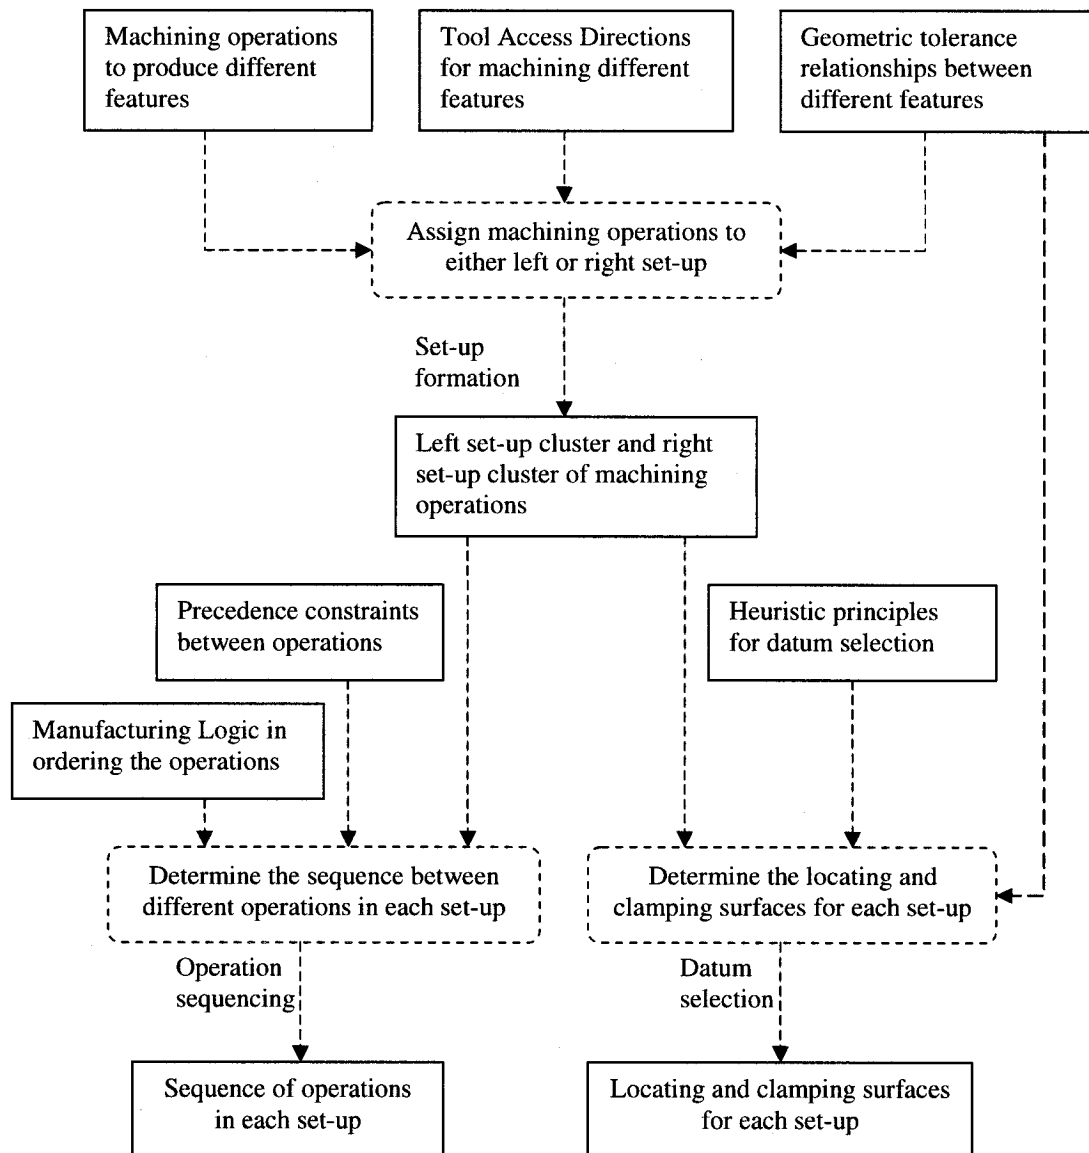 Machining operations
to produce different
features
Tool Access Directions
for machining different
features
Geometric tolerance
relationships between
different features
Assign machining operations to
either left or right set-up
Set-up
formation
Left set-up cluster and right
set-up cluster of machining
operations
Precedence constraints
between operations
Heuristic principles
for datum selection
Manufacturing Logic in
ordering the operations
Determine the sequence between
different operations in each set-up
Determine the locating and
clamping surfaces for each set-up
Operation
sequencing
Datum
selection
Sequence of operations
in each set-up
Locating and clamping surfaces
for each set-up